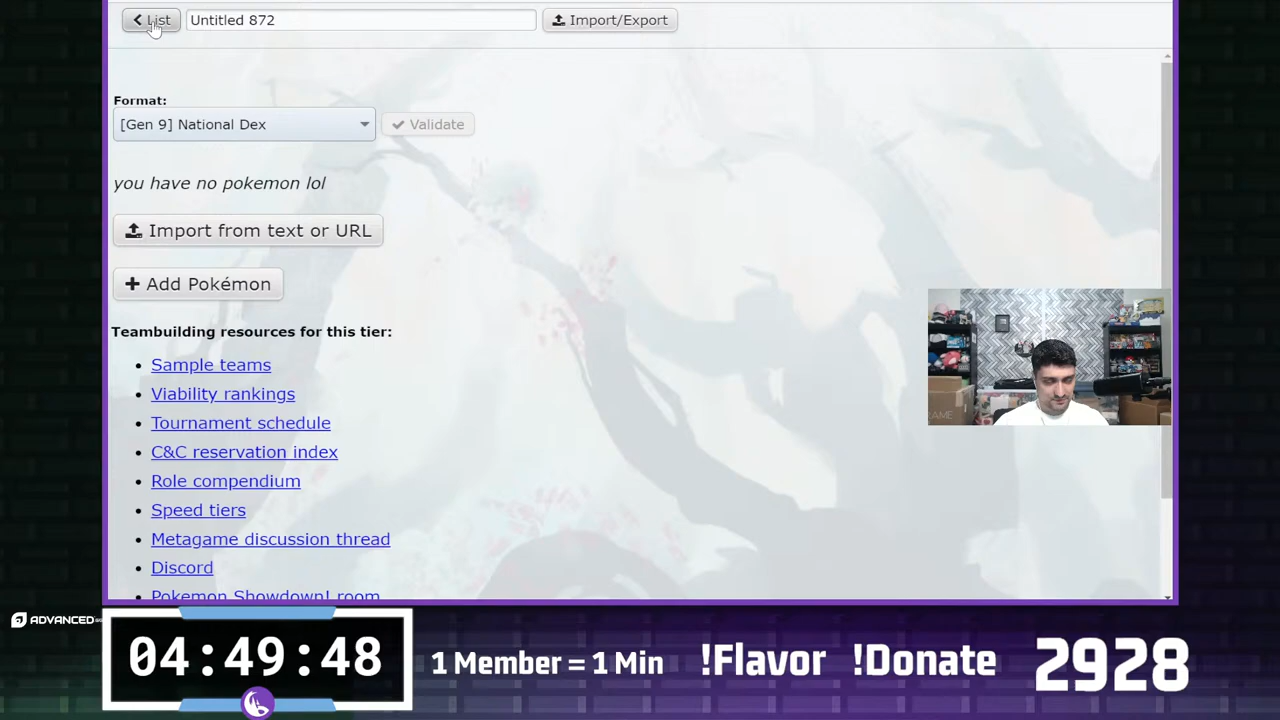 List
Untitled 872
Import/Export
Format:
[Gen 9] National Dex
Validate
you have no pokemon lol
Import from text or URL
Add Pokémon
Teambuilding resources for this tier:
Sample teams
Viability rankings
Tournament schedule
C&C reservation index
Role compendium
Speed tiers
Metagame discussion thread
Discord
Pokemon Showdown! room
ADVANCED
04:49:48
1 Member = 1 Min
!Flavor
!Donate
2928